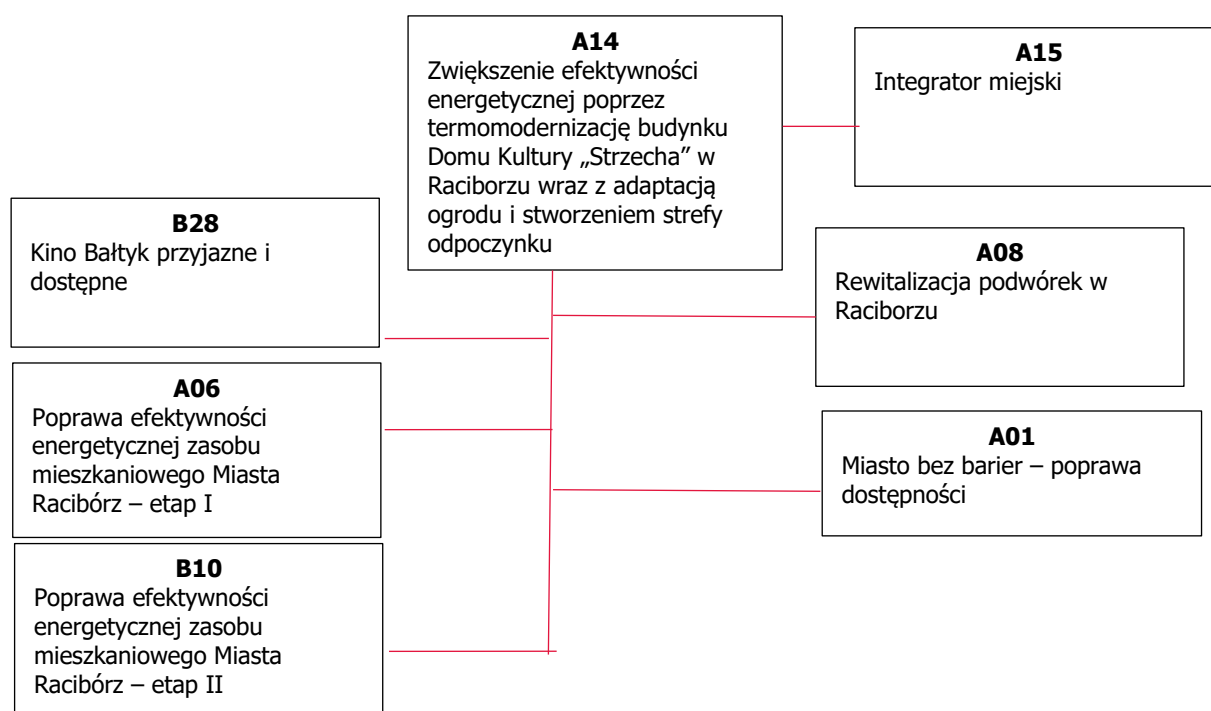 A14
Zwiększenie efektywności
energetycznej poprzez
termomodernizację budynku
Domu Kultury „Strzecha” w
Raciborzu wraz z adaptacją
ogrodu i stworzeniem strefy
odpoczynku
A15
Integrator miejski
B28
Kino Bałtyk przyjazne i
dostępne
A08
Rewitalizacja podwórek w
Raciborzu
A06
Poprawa efektywności
energetycznej zasobu
mieszkaniowego Miasta
Racibórz – etap I
A01
Miasto bez barier – poprawa
dostępności
B10
Poprawa efektywności
energetycznej zasobu
mieszkaniowego Miasta
Racibórz – etap II